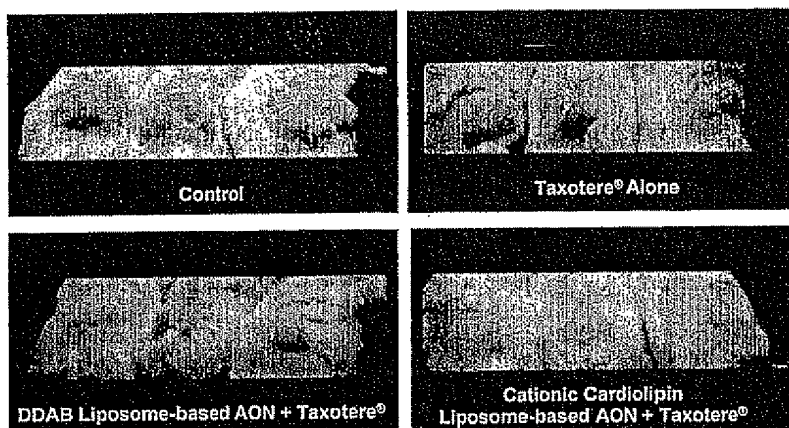 Control
Taxotere® Alone
DDAB Liposome-based AON + Taxotere®
Cationic Cardiolipin
Liposome-based AON + Taxotere®